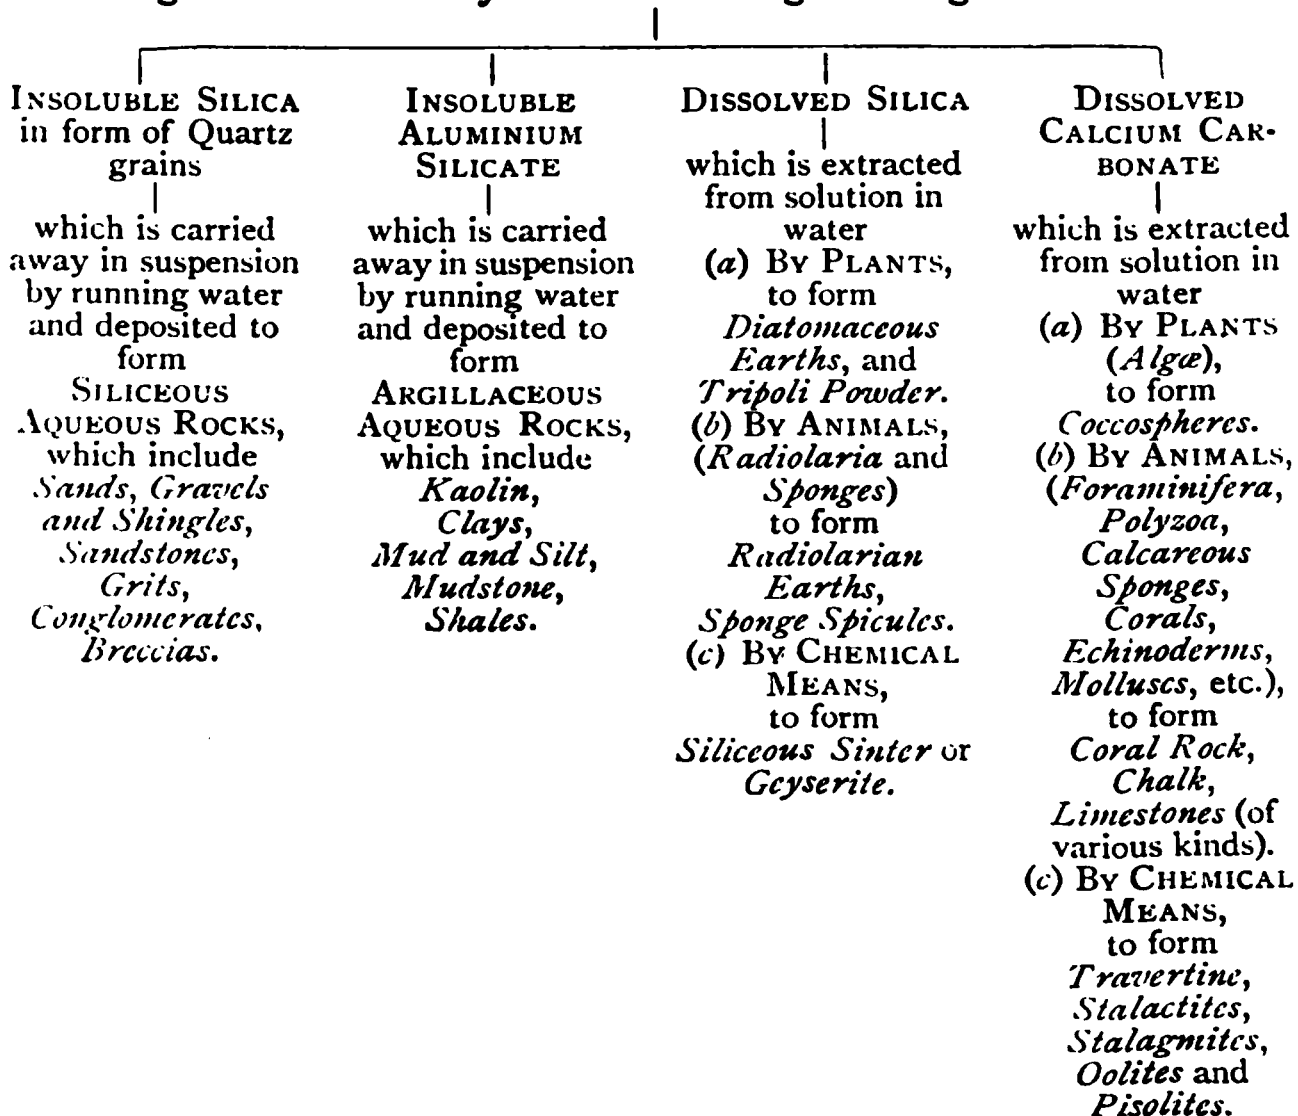 INSOLUBLE SILICA
in form of Quartz
grains
which is carried
away in suspension
by running water
and deposited to
form
SILICEOUS
AQUEOUS ROCKS,
which include
Sands, Gravels
and Shingles,
Sandstones,
Grits,
Conglomerates,
Breccias.
INSOLUBLE
ALUMINIUM
SILICATE
which is carried
away in suspension
by running water
and deposited to
form
ARGILLACEOUS
AQUEOUS ROCKS,
which include
Kaolin,
Clays,
Mud and Silt,
Mudstone,
Shales.
DISSOLVED SILICA
which is extracted
from solution in
water
(a) BY PLANTS,
to form
Diatomaceous
Earths, and
Tripoli Powder.
(b) BY ANIMALS,
(Radiolaria and
Sponges)
to form
Radiolarian
Earths,
Sponge Spicules.
(c) BY CHEMICAL
MEANS,
to form
Siliceous Sinter or
Geyserite.
DISSOLVED
CALCIUM CAR-
BONATE
which is extracted
from solution in
water
(a) BY PLANTS
(Algæ),
to form
Coccospheres.
(b) BY ANIMALS,
(Foraminifera,
Polyzoa,
Calcareous
Sponges,
Corals,
Echinoderms,
Molluscs, etc.),
to form
Coral Rock,
Chalk,
Limestones (of
various kinds).
(c) BY CHEMICAL
MEANS,
to form
Travertine,
Stalactites,
Stalagmites,
Oolites and
Pisolites.